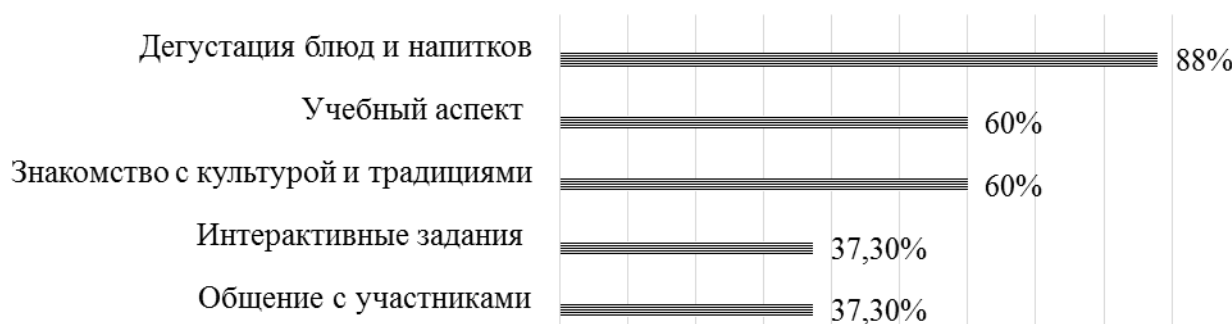 Дегустация блюд и напитков 88%
Учебный аспект 60%
Знакомство с культурой и традициями 60%
Интерактивные задания 37,30%
Общение с участниками 37,30%